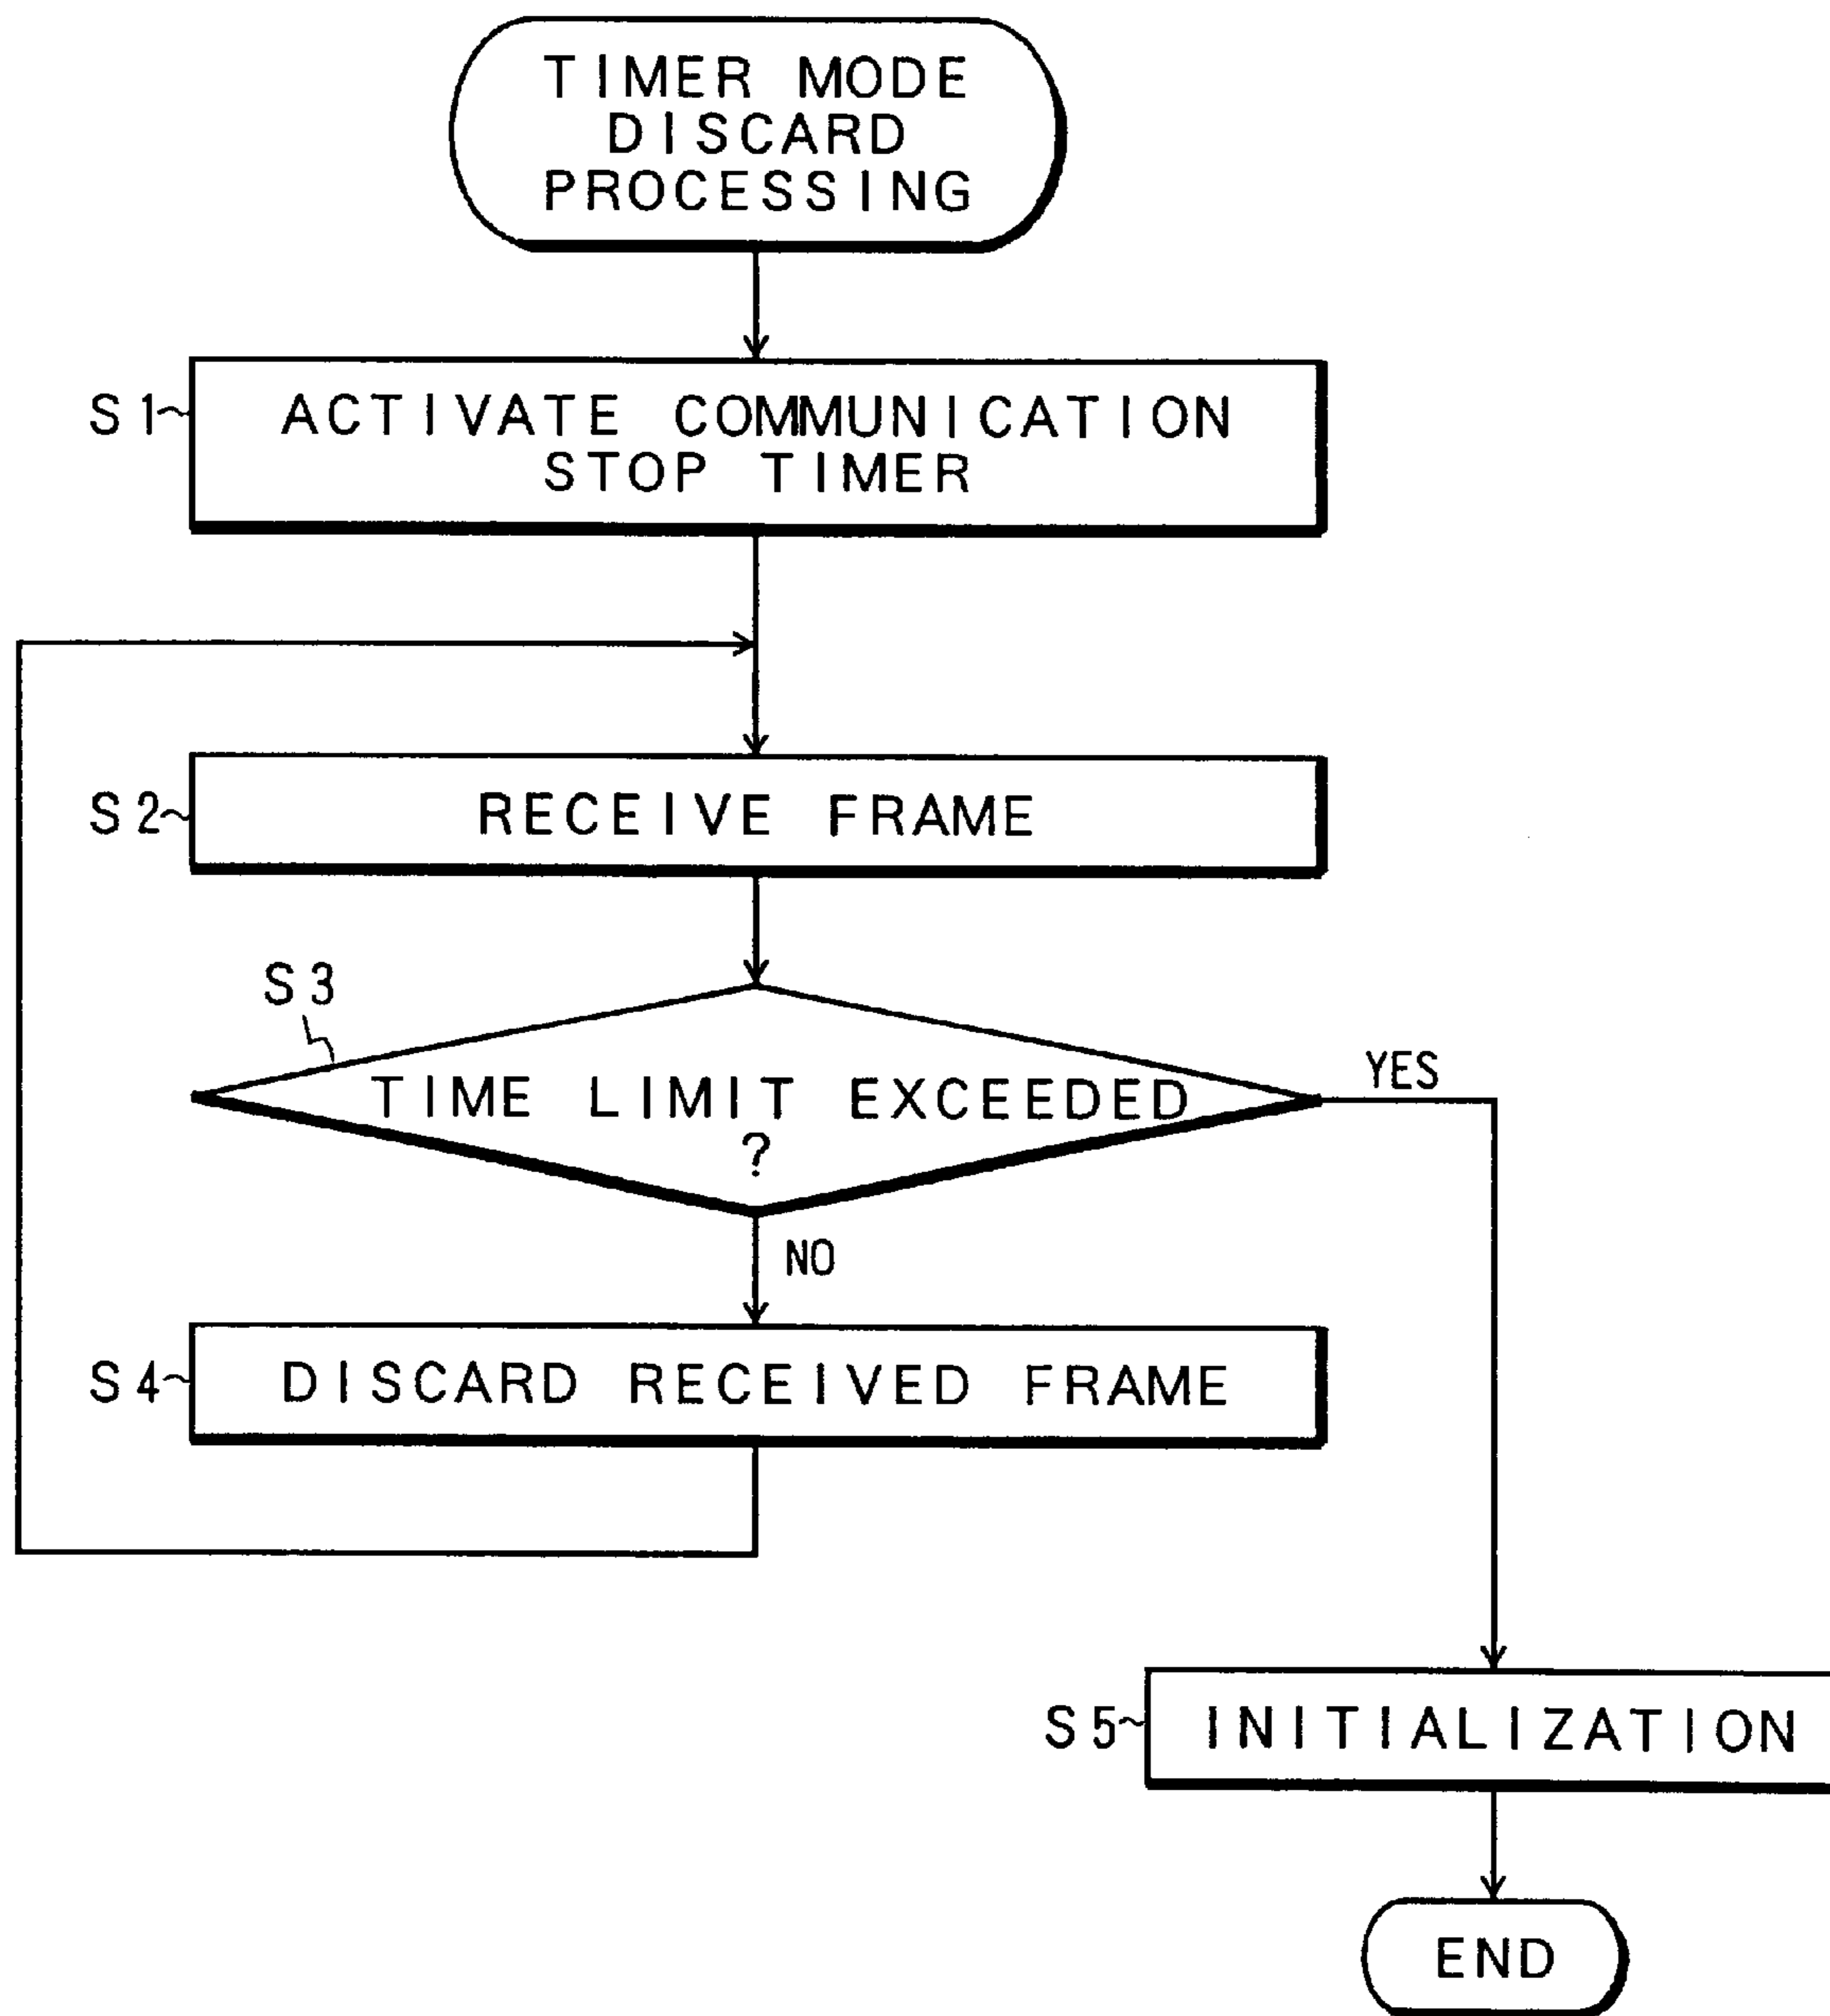 TIMER MODE
DISCARD
PROCESSING
S1
ACTIVATE COMMUNICATION
STOP TIMER
S2
RECEIVE FRAME
S3
TIME LIMIT EXCEEDED
?
YES
NO
S4
DISCARD RECEIVED FRAME
S5
INITIALIZATION
END